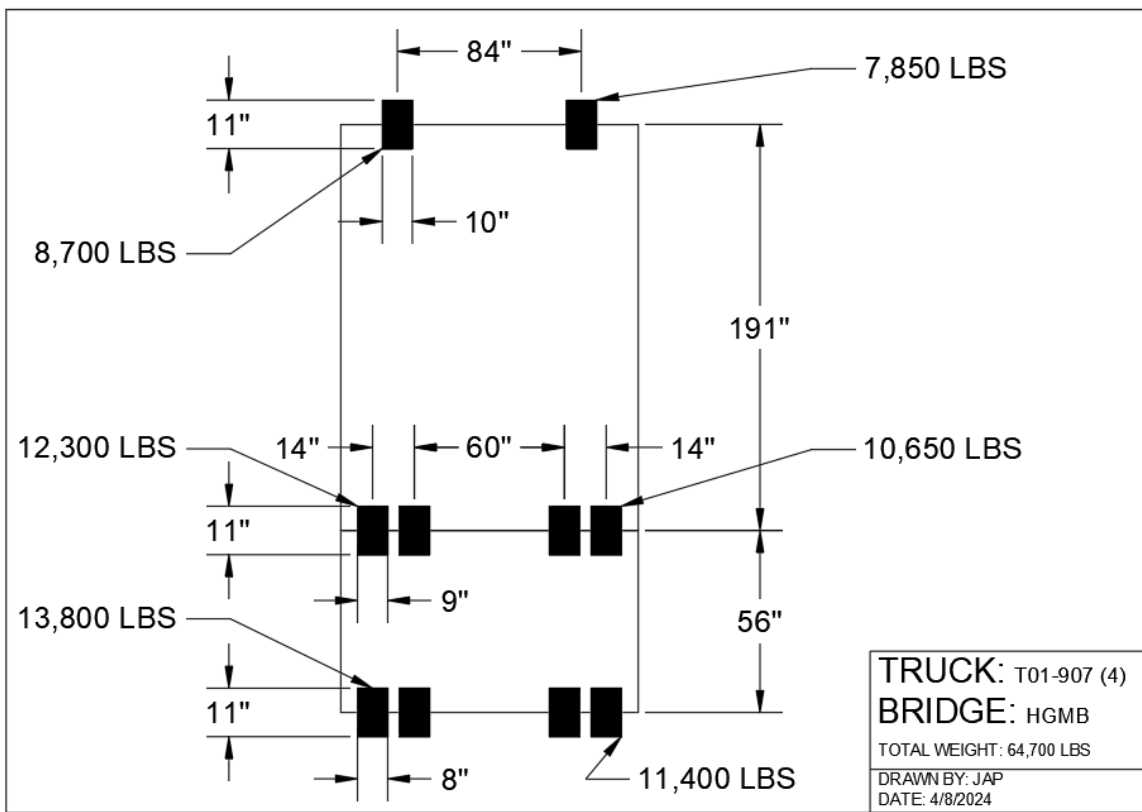 84"
7,850 LBS
11"
10"
8,700 LBS
191"
12,300 LBS
14"
60"
14"
10,650 LBS
11"
9"
13,800 LBS
56"
11"
8"
11,400 LBS
TRUCK: T01-907 (4)
BRIDGE: HGMB
TOTAL WEIGHT: 64,700 LBS
DRAWN BY: JAP
DATE: 4/8/2024